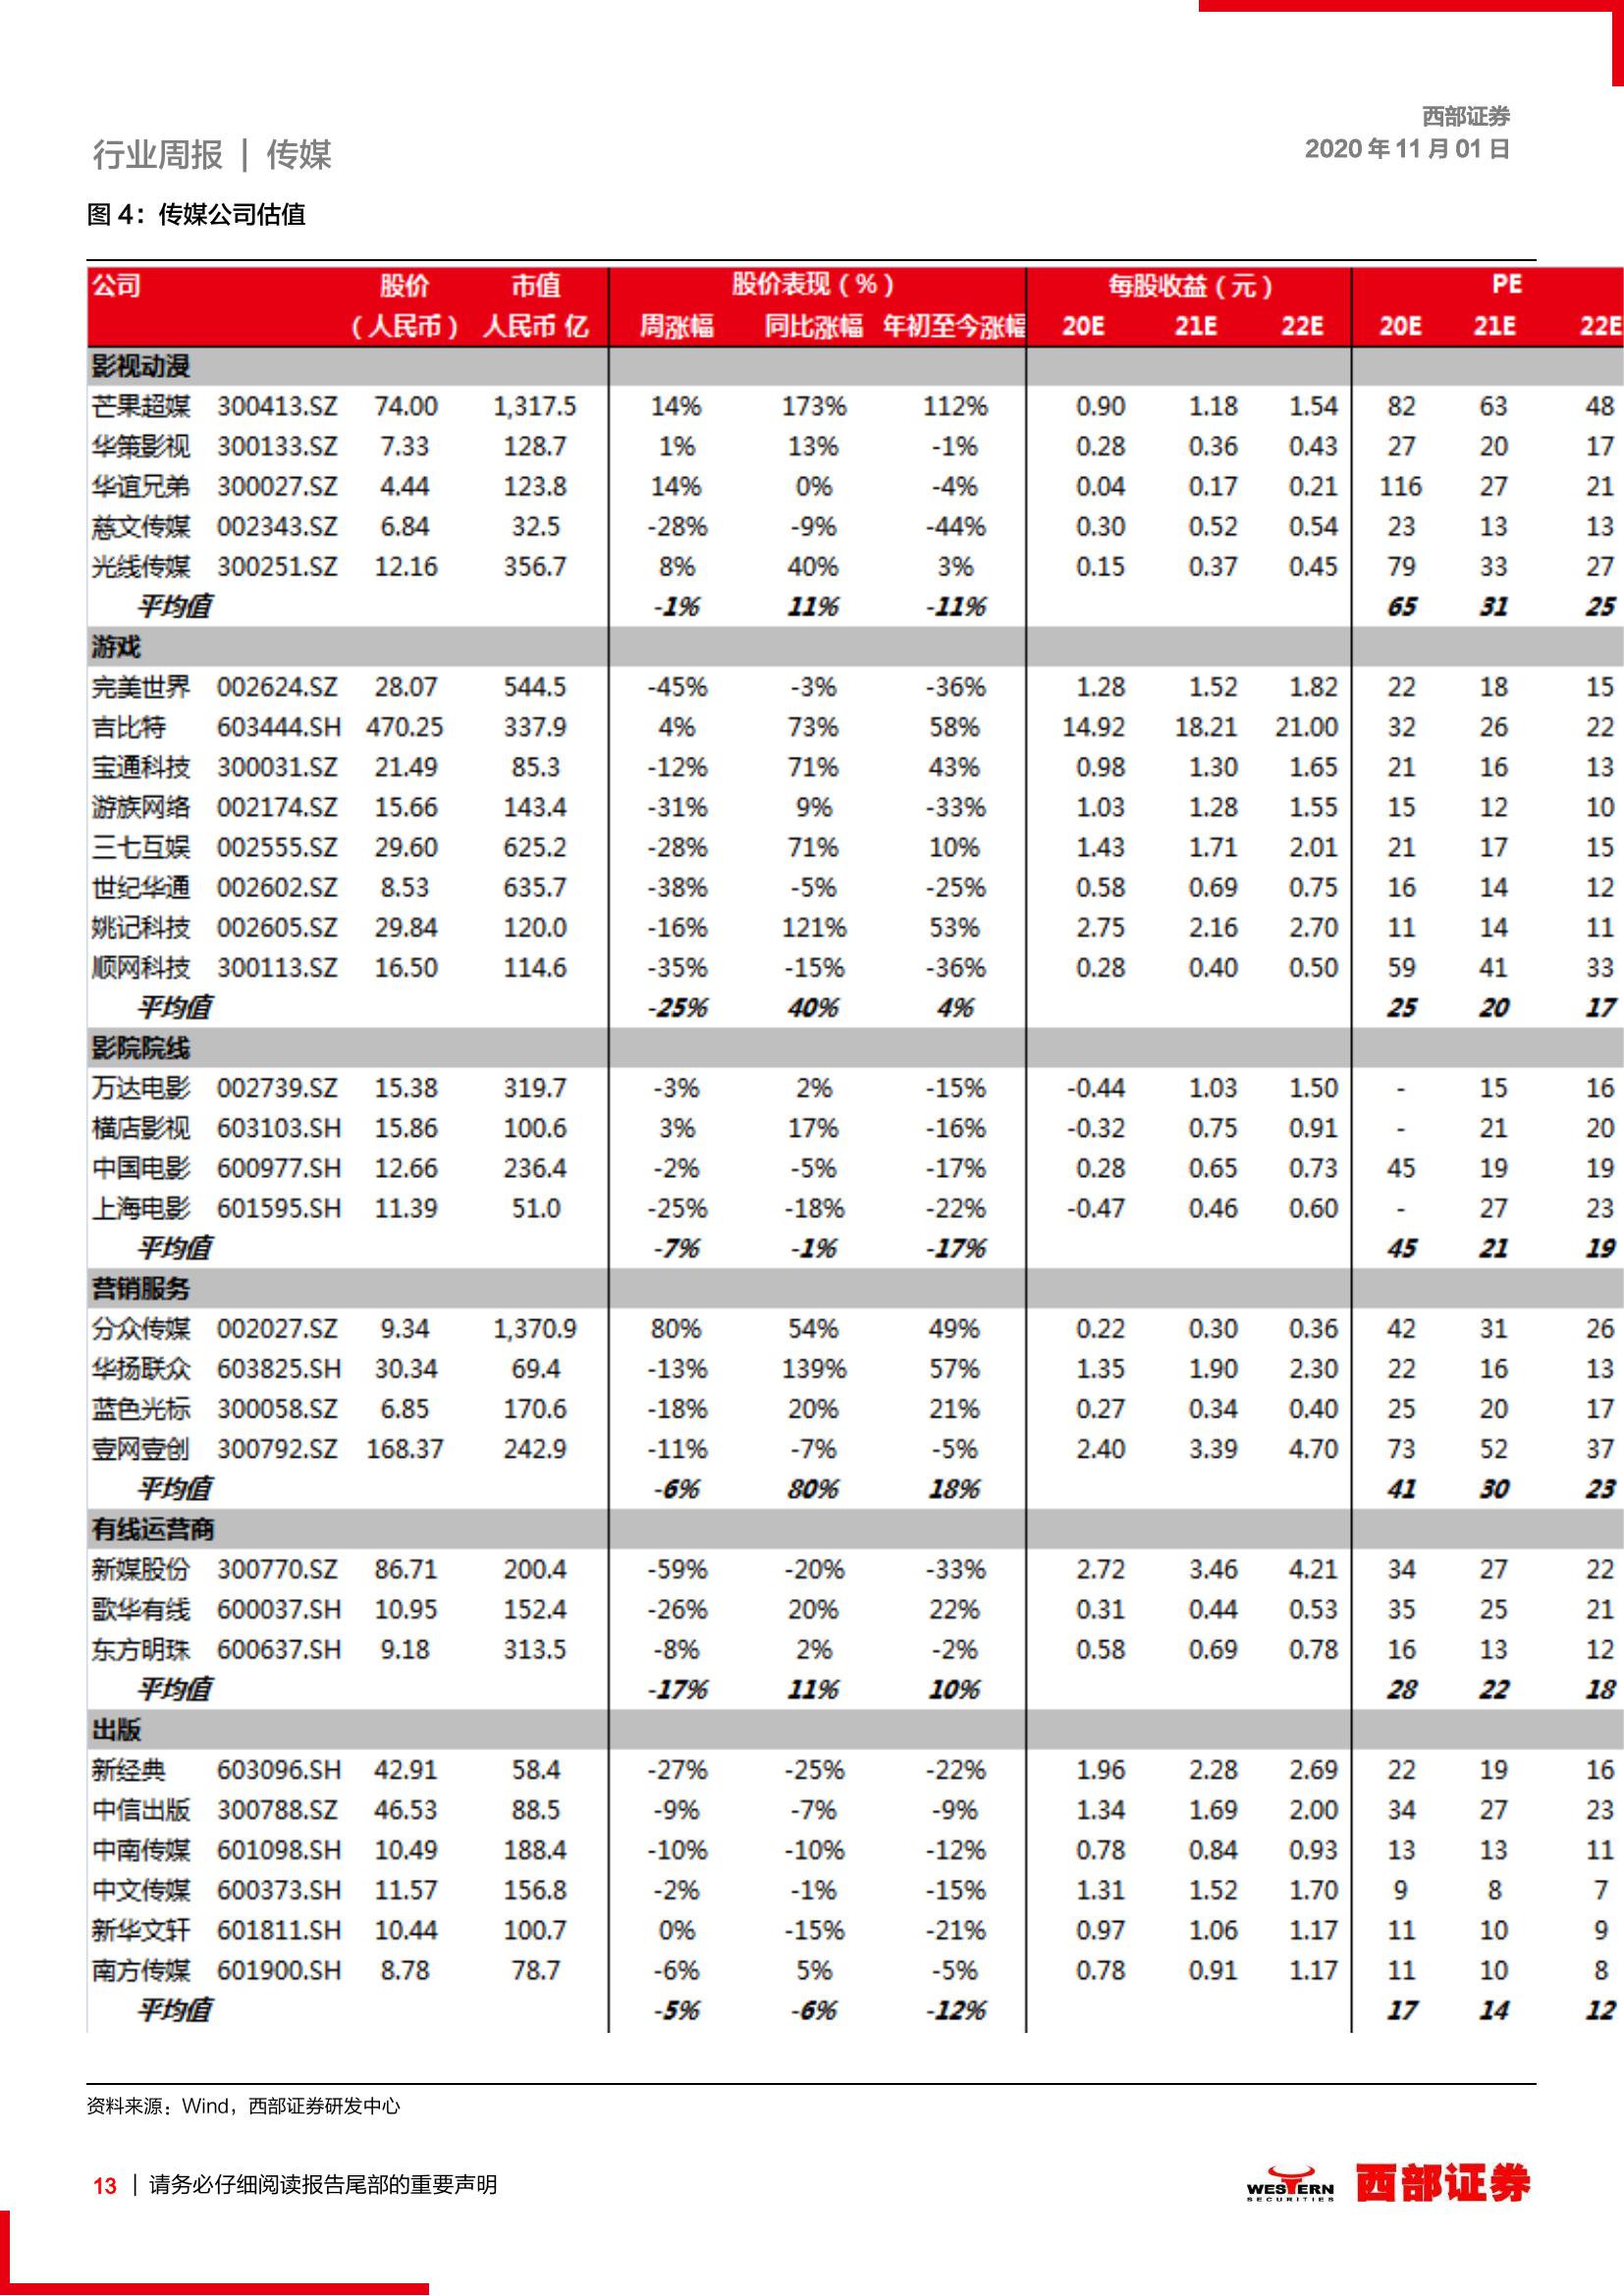 西部证券
行业周报 | 传媒
2020 年 11 月 01 日
图 4：传媒公司估值
公司 股价 市值 股价表现（%） 每股收益（元） PE
（人民币） 人民币 亿 周涨幅 同比涨幅 年初至今涨幅 20E 21E 22E 20E 21E 22E
影视动漫
芒果超媒 300413.SZ 74.00 1,317.5 14% 173% 112% 0.90 1.18 1.54 82 63 48
华策影视 300133.SZ 7.33 128.7 1% 13% -1% 0.28 0.36 0.43 27 20 17
华谊兄弟 300027.SZ 4.44 123.8 14% 0% -4% 0.04 0.17 0.21 116 27 21
慈文传媒 002343.SZ 6.84 32.5 -28% -9% -44% 0.30 0.52 0.54 23 13 13
光线传媒 300251.SZ 12.16 356.7 8% 40% 3% 0.15 0.37 0.45 79 33 27
平均值 -1% 11% -11% 65 31 25
游戏
完美世界 002624.SZ 28.07 544.5 -45% -3% -36% 1.28 1.52 1.82 22 18 15
吉比特 603444.SH 470.25 337.9 4% 73% 58% 14.92 18.21 21.00 32 26 22
宝通科技 300031.SZ 21.49 85.3 -12% 71% 43% 0.98 1.30 1.65 21 16 13
游族网络 002174.SZ 15.66 143.4 -31% 9% -33% 1.03 1.28 1.55 15 12 10
三七互娱 002555.SZ 29.60 625.2 -28% 71% 10% 1.43 1.71 2.01 21 17 15
世纪华通 002602.SZ 8.53 635.7 -38% -5% -25% 0.58 0.69 0.75 16 14 12
姚记科技 002605.SZ 29.84 120.0 -16% 121% 53% 2.75 2.16 2.70 11 14 11
顺网科技 300113.SZ 16.50 114.6 -35% -15% -36% 0.28 0.40 0.50 59 41 33
平均值 -25% 40% 4% 25 20 17
影院院线
万达电影 002739.SZ 15.38 319.7 -3% 2% -15% -0.44 1.03 1.50 - 15 16
横店影视 603103.SH 15.86 100.6 3% 17% -16% -0.32 0.75 0.91 - 21 20
中国电影 600977.SH 12.66 236.4 -2% -5% -17% 0.28 0.65 0.73 45 19 19
上海电影 601595.SH 11.39 51.0 -25% -18% -22% -0.47 0.46 0.60 - 27 23
平均值 -7% -1% -17% 45 21 19
营销服务
分众传媒 002027.SZ 9.34 1,370.9 80% 54% 49% 0.22 0.30 0.36 42 31 26
华扬联众 603825.SH 30.34 69.4 -13% 139% 57% 1.35 1.90 2.30 22 16 13
蓝色光标 300058.SZ 6.85 170.6 -18% 20% 21% 0.27 0.34 0.40 25 20 17
壹网壹创 300792.SZ 168.37 242.9 -11% -7% -5% 2.40 3.39 4.70 73 52 37
平均值 -6% 80% 18% 41 30 23
有线运营商
新媒股份 300770.SZ 86.71 200.4 -59% -20% -33% 2.72 3.46 4.21 34 27 22
歌华有线 600037.SH 10.95 152.4 -26% 20% 22% 0.31 0.44 0.53 35 25 21
东方明珠 600637.SH 9.18 313.5 -8% 2% -2% 0.58 0.69 0.78 16 13 12
平均值 -17% 11% 10% 28 22 18
出版
新经典 603096.SH 42.91 58.4 -27% -25% -22% 1.96 2.28 2.69 22 19 16
中信出版 300788.SZ 46.53 88.5 -9% -7% -9% 1.34 1.69 2.00 34 27 23
中南传媒 601098.SH 10.49 188.4 -10% -10% -12% 0.78 0.84 0.93 13 13 11
中文传媒 600373.SH 11.57 156.8 -2% -1% -15% 1.31 1.52 1.70 9 8 7
新华文轩 601811.SH 10.44 100.7 0% -15% -21% 0.97 1.06 1.17 11 10 9
南方传媒 601900.SH 8.78 78.7 -6% 5% -5% 0.78 0.91 1.17 11 10 8
平均值 -5% -6% -12% 17 14 12
资料来源：Wind，西部证券研发中心
13 | 请务必仔细阅读报告尾部的重要声明
WESTERN
SECURITIES
西部证券